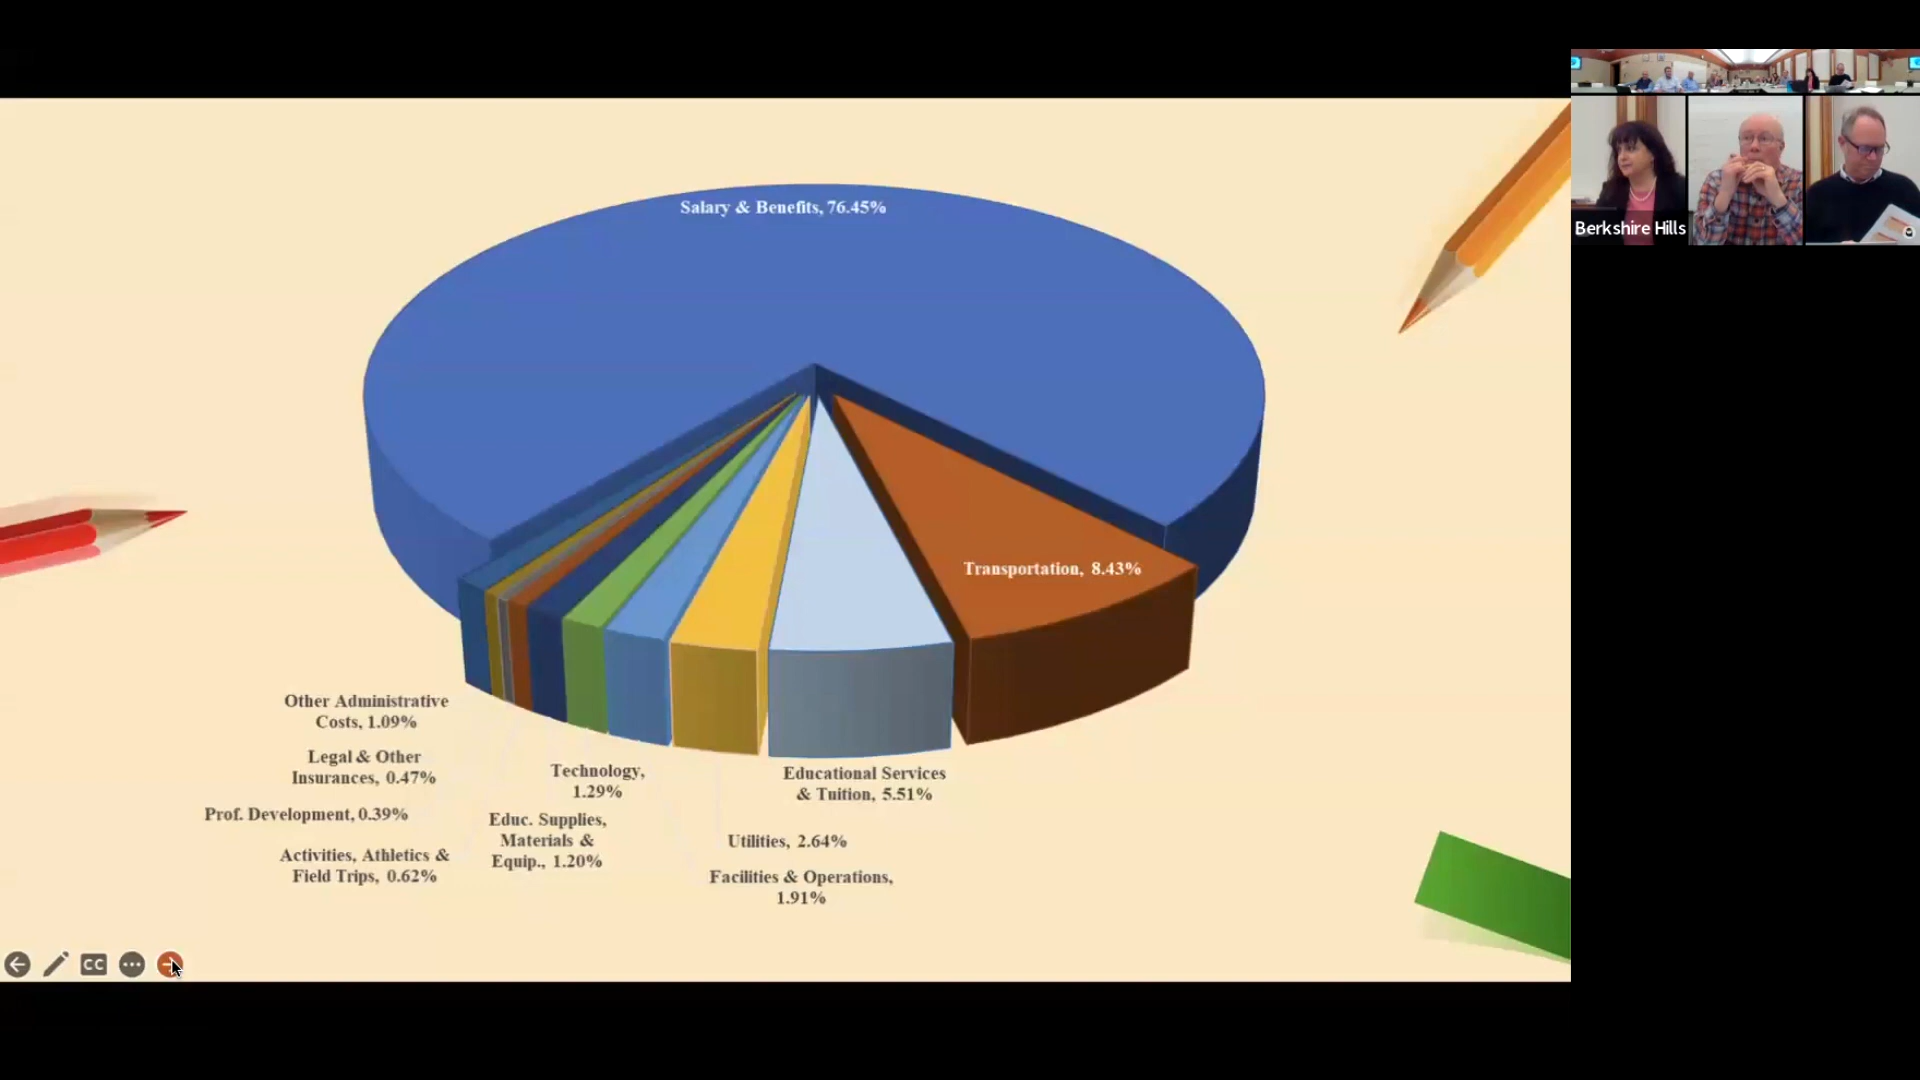 Salary & Benefits, 76.45%
Transportation, 8.43%
Other Administrative
Costs, 1.09%
Legal & Other
Insurances, 0.47%
Prof. Development, 0.39%
Activities, Athletics &
Field Trips, 0.62%
Technology,
1.29%
Educ. Supplies,
Materials &
Equip., 1.20%
Educational Services
& Tuition, 5.51%
Utilities, 2.64%
Facilities & Operations,
1.91%
CC
Berkshire Hills